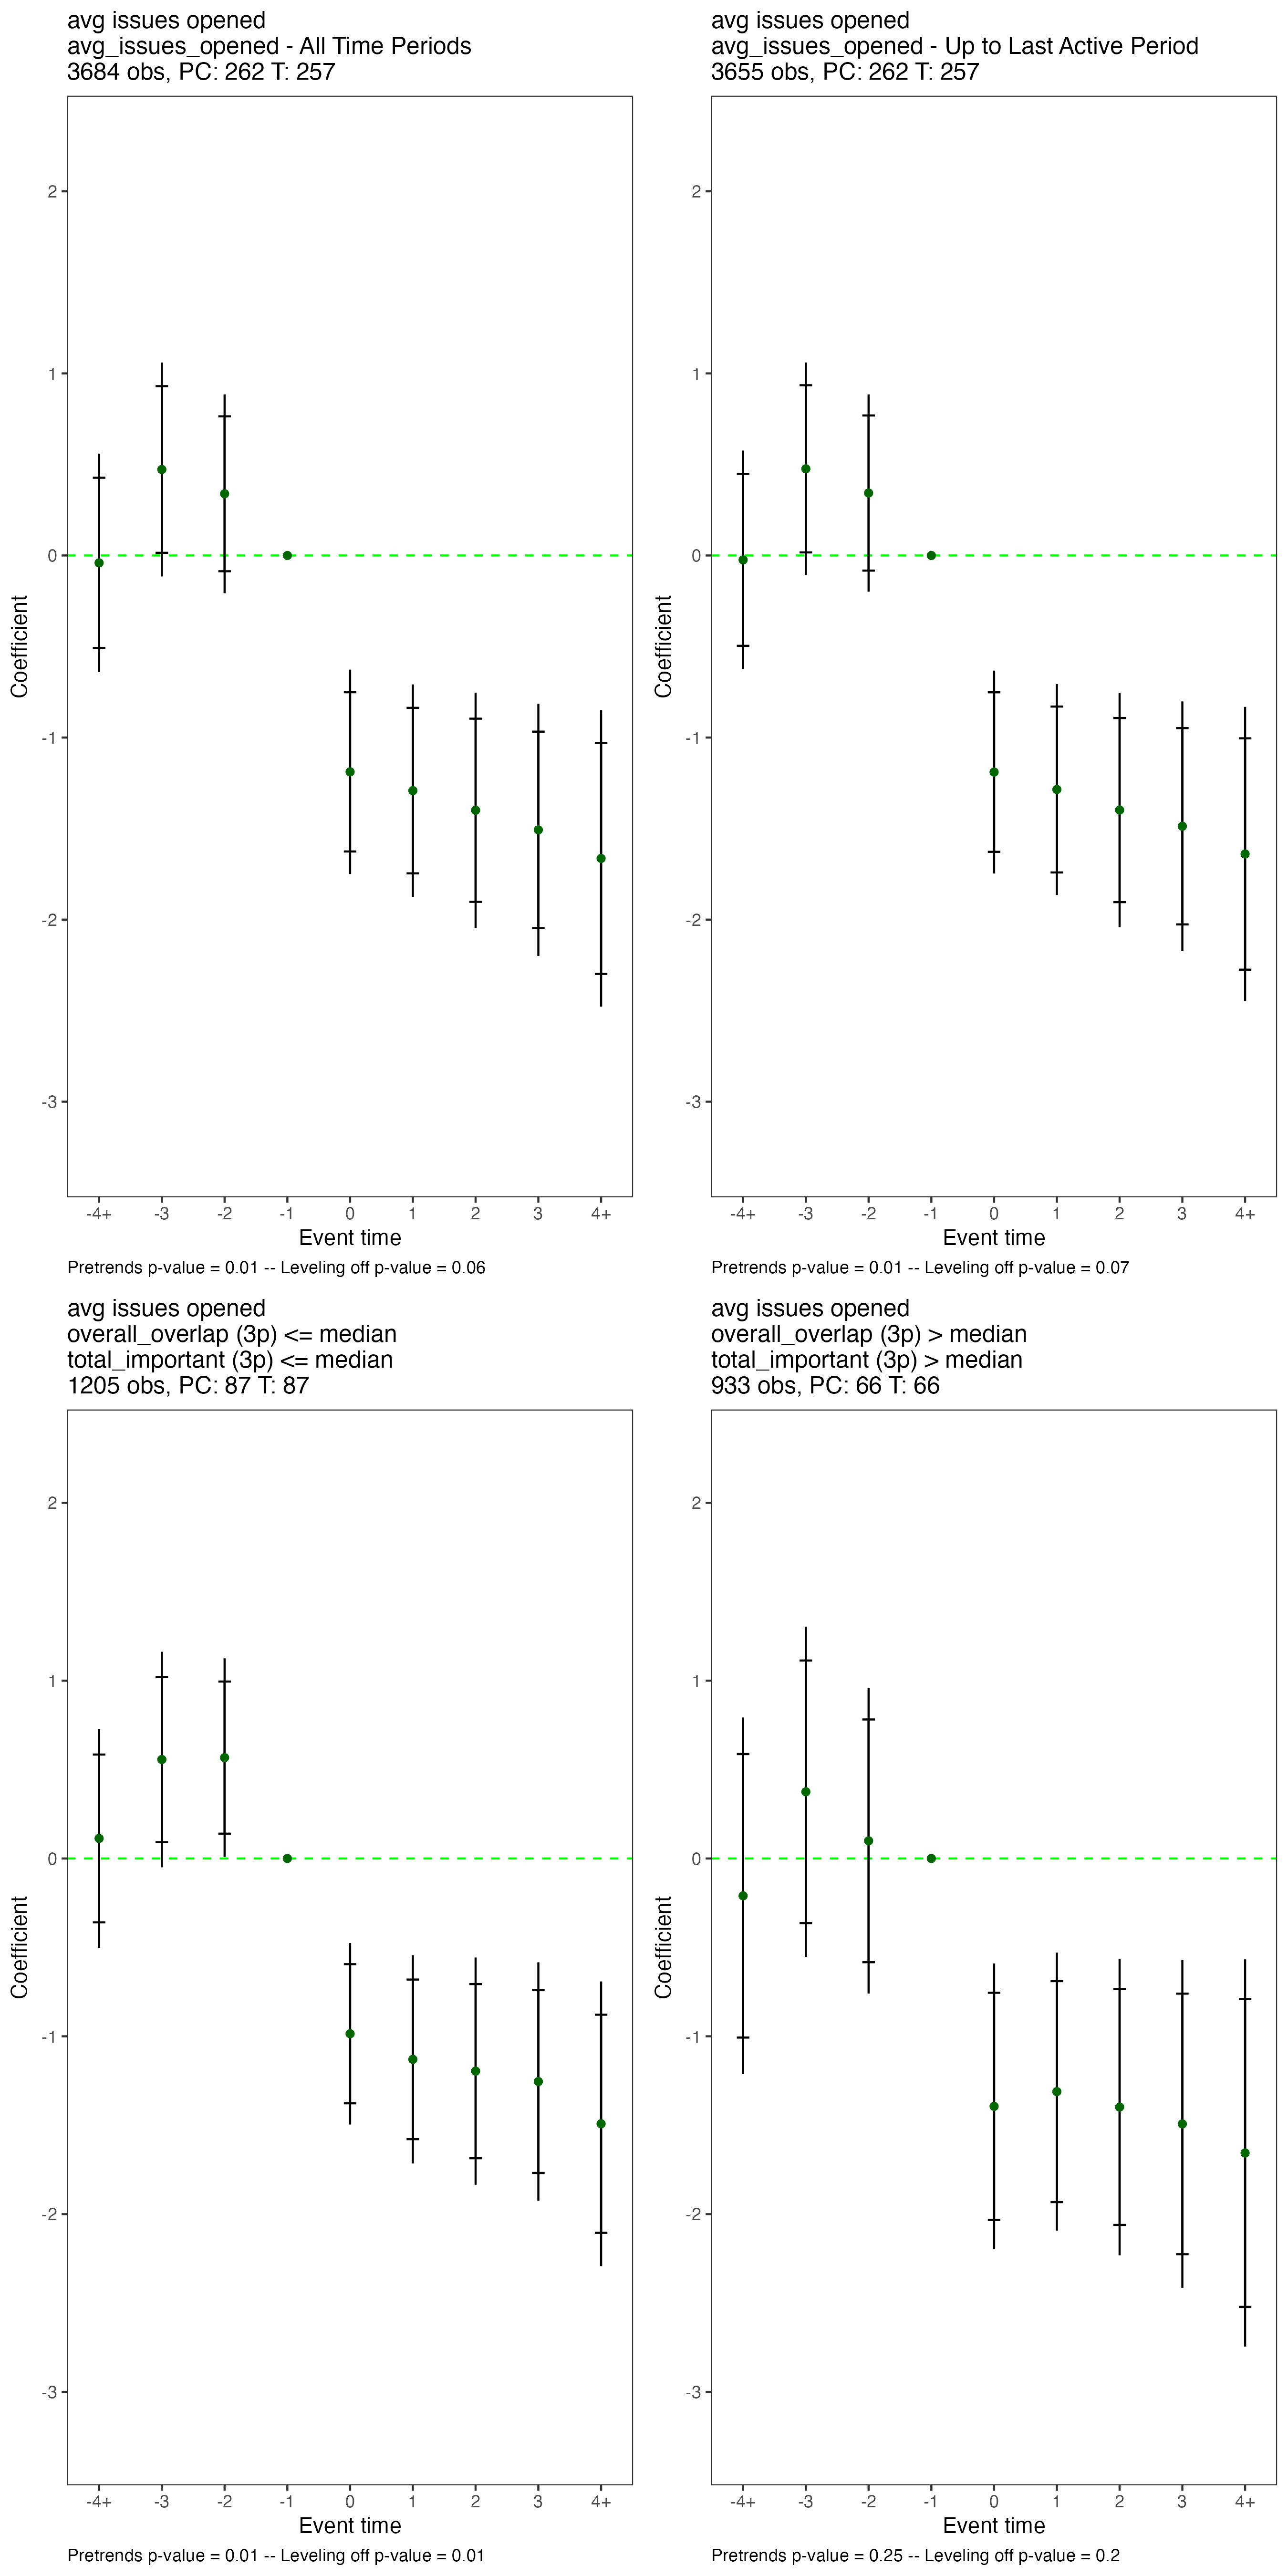 avg issues opened
avg_issues_opened - All Time Periods
3684 obs, PC: 262 T: 257
2
1
0
-1
-2
-3
Coefficient
-4+ -3 -2 -1 0 1 2 3 4+
Event time
Pretrends p-value = 0.01 -- Leveling off p-value = 0.06
avg issues opened
avg_issues_opened - Up to Last Active Period
3655 obs, PC: 262 T: 257
2
1
0
-1
-2
-3
Coefficient
-4+ -3 -2 -1 0 1 2 3 4+
Event time
Pretrends p-value = 0.01 -- Leveling off p-value = 0.07
avg issues opened
overall_overlap (3p) <= median
total_important (3p) <= median
1205 obs, PC: 87 T: 87
2
1
0
-1
-2
-3
Coefficient
-4+ -3 -2 -1 0 1 2 3 4+
Event time
Pretrends p-value = 0.01 -- Leveling off p-value = 0.01
avg issues opened
overall_overlap (3p) > median
total_important (3p) > median
933 obs, PC: 66 T: 66
2
1
0
-1
-2
-3
Coefficient
-4+ -3 -2 -1 0 1 2 3 4+
Event time
Pretrends p-value = 0.25 -- Leveling off p-value = 0.2